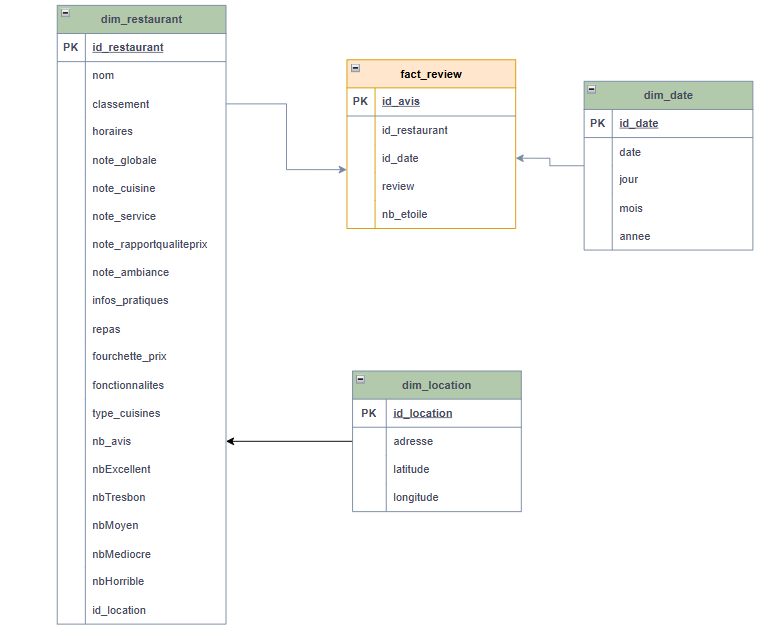 dim_restaurant
PK id_restaurant
nom
classement
horaires
note_globale
note_cuisine
note_service
note_rapportqualiteprix
note_ambiance
infos_pratiques
repas
fourchette_prix
fonctionnalites
type_cuisines
nb_avis
nbExcellent
nbTresbon
nbMoyen
nbMediocre
nbHorrible
id_location
fact_review
PK id_avis
id_restaurant
id_date
review
nb_etoile
dim_date
PK id_date
date
jour
mois
annee
dim_location
PK id_location
adresse
latitude
longitude